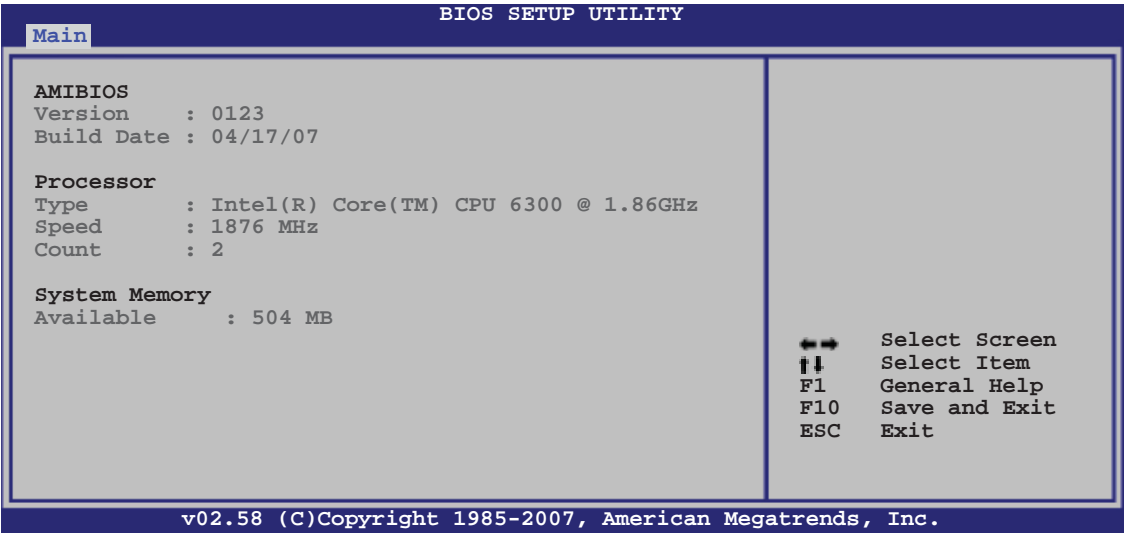 BIOS SETUP UTILITY
Main
AMIBIOS
Version : 0123
Build Date : 04/17/07
Processor
Type : Intel(R) Core(TM) CPU 6300 @ 1.86GHz
Speed : 1876 MHz
Count : 2
System Memory
Available : 504 MB
←→ Select Screen
↑↓ Select Item
F1 General Help
F10 Save and Exit
ESC Exit
v02.58 (C)Copyright 1985-2007, American Megatrends, Inc.